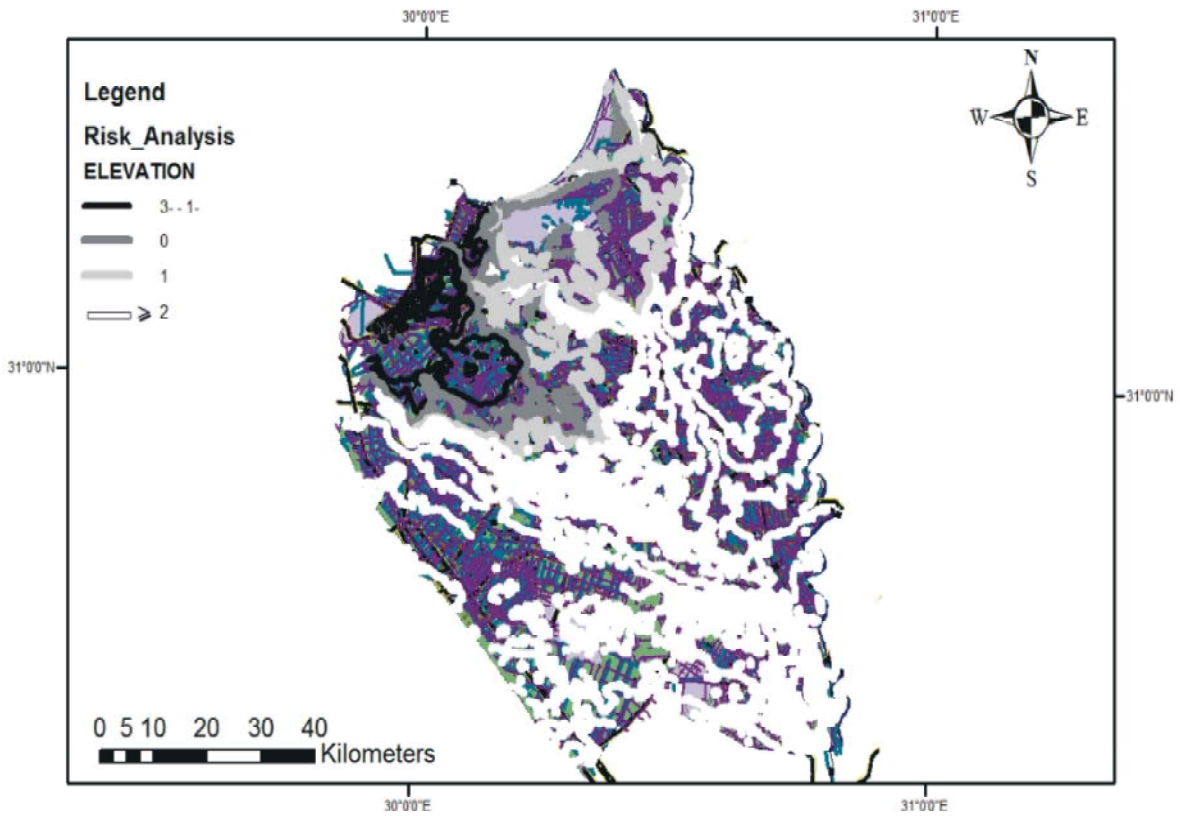 30°0'0"E 31°0'0"E
Legend
Risk_Analysis
ELEVATION
3- - 1-
0
1
⩾ 2
N
W E
S
31°0'0"N
31°0'0"N
0 5 10 20 30 40
Kilometers
30°0'0"E 31°0'0"E